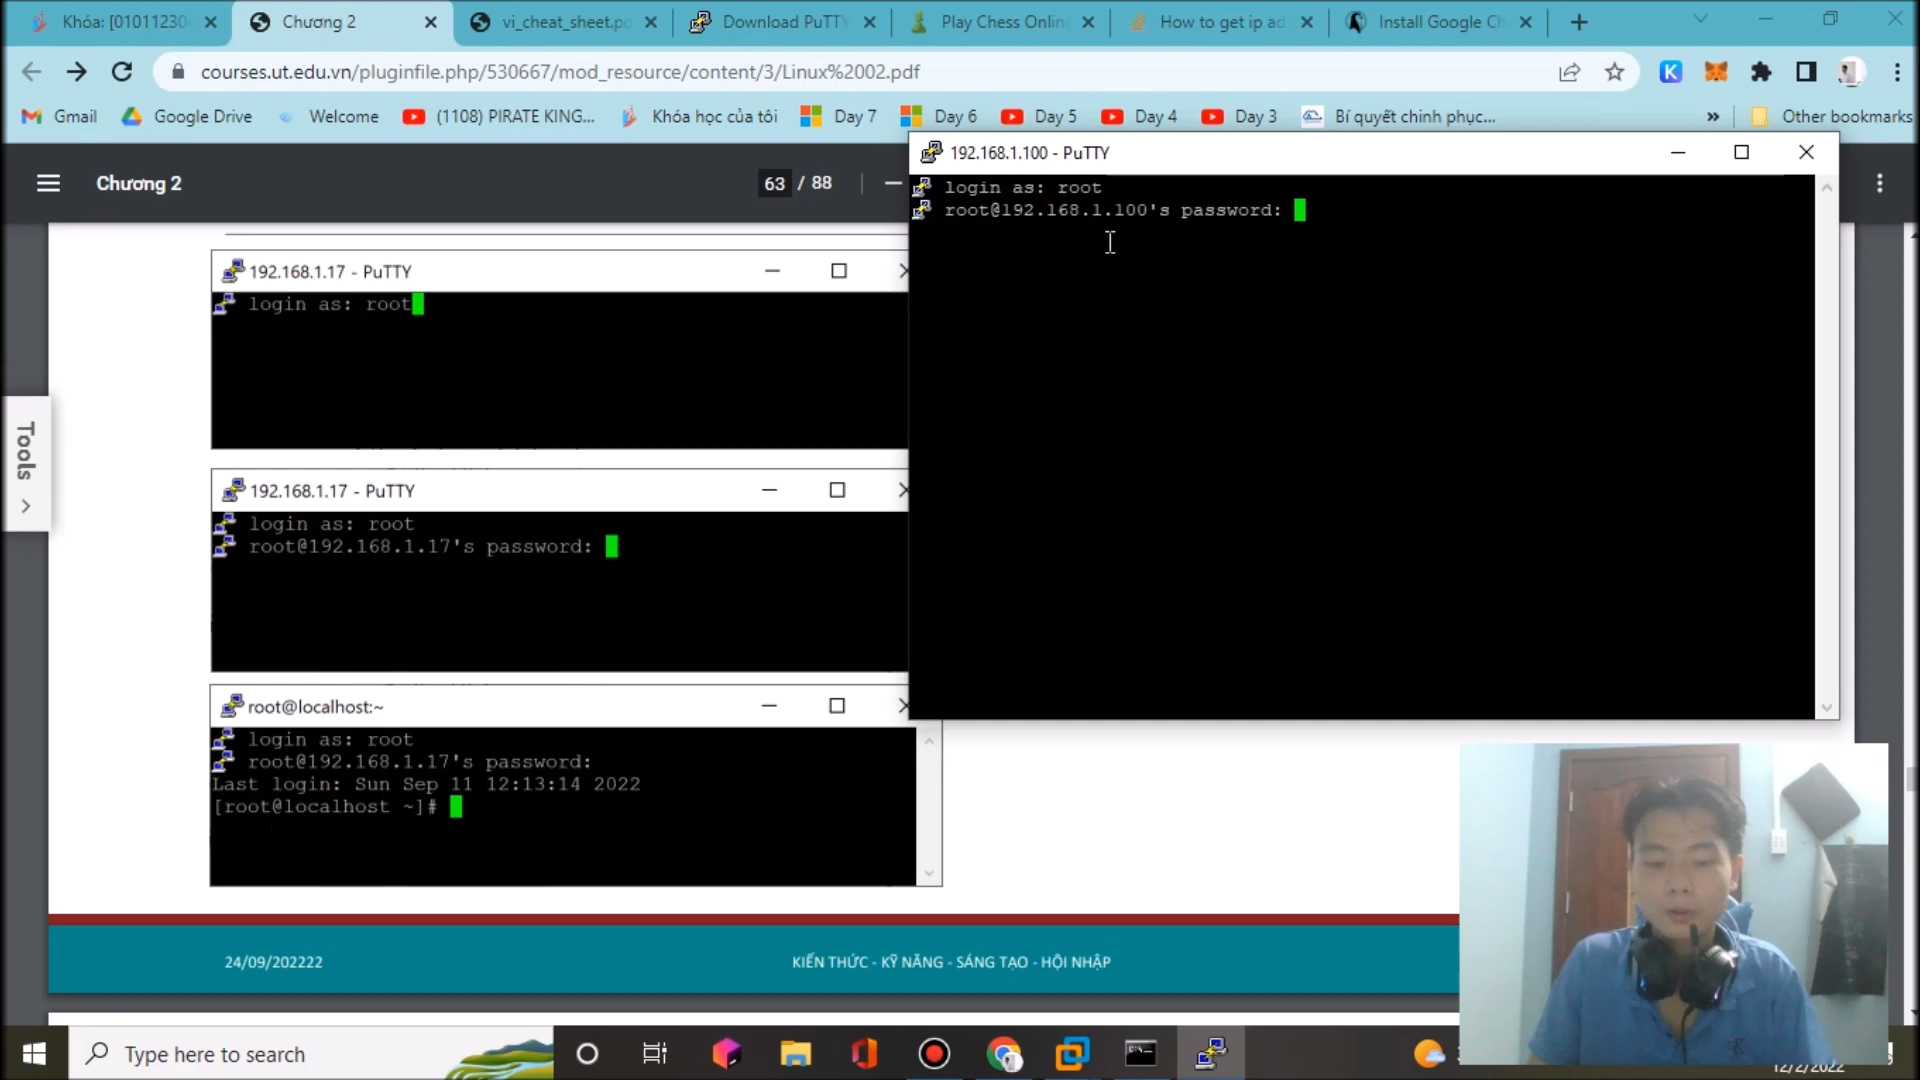 Khóa: [01011230
Chương 2
vi_cheat_sheet.pd
Download PuTTY
Play Chess Onlin
How to get ip ad
Install Google Ch
courses.ut.edu.vn/pluginfile.php/530667/mod_resource/content/3/Linux%2002.pdf
Gmail
Google Drive
Welcome
(1108) PIRATE KING...
Khóa học của tôi
Day 7
Day 6
Day 5
Day 4
Day 3
Bí quyết chinh phục...
»
Other bookmarks
Chương 2
63 / 88
192.168.1.100 - PuTTY
login as: root
root@192.168.1.100's password:
192.168.1.17 - PuTTY
login as: root
192.168.1.17 - PuTTY
login as: root
root@192.168.1.17's password:
Tools
root@localhost:~
login as: root
root@192.168.1.17's password:
Last login: Sun Sep 11 12:13:14 2022
[root@localhost ~]#
24/09/202222
KIẾN THỨC - KỸ NĂNG - SÁNG TẠO - HỘI NHẬP
Type here to search
12/2/2022